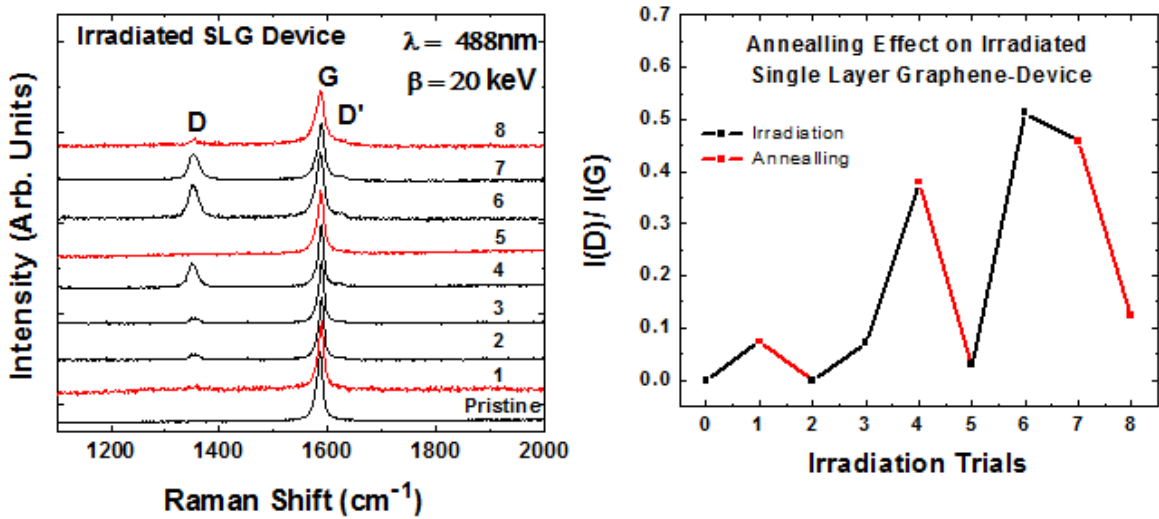 Irradiated SLG Device
λ = 488nm
β = 20 keV
G
D
D'
8
7
6
5
4
3
2
1
Pristine
Intensity (Arb. Units)
1200 1400 1600 1800 2000
Raman Shift (cm⁻¹)
Annealling Effect on Irradiated
Single Layer Graphene-Device
Irradiation
Annealling
I(D)/ I(G)
0.7
0.6
0.5
0.4
0.3
0.2
0.1
0.0
0 1 2 3 4 5 6 7 8
Irradiation Trials